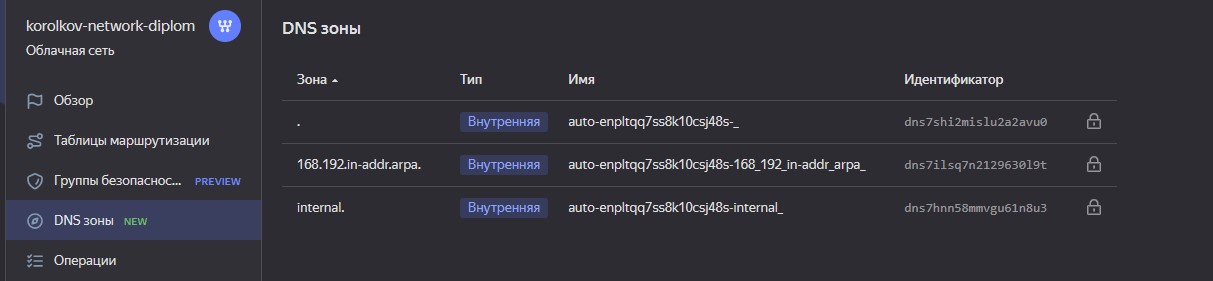 korolkov-network-diplom
Облачная сеть
Обзор
Таблицы маршрутизации
Группы безопаснос... PREVIEW
DNS зоны NEW
Операции
DNS зоны
Зона Тип Имя Идентификатор
. Внутренняя auto-enpltqq7ss8k10csj48s-_ dns7shi2mislu2a2avu0
168.192.in-addr.arpa. Внутренняя auto-enpltqq7ss8k10csj48s-168_192_in-addr_arpa_ dns7ilsq7n2129630l9t
internal. Внутренняя auto-enpltqq7ss8k10csj48s-internal_ dns7hnn58mmvgu61n8u3